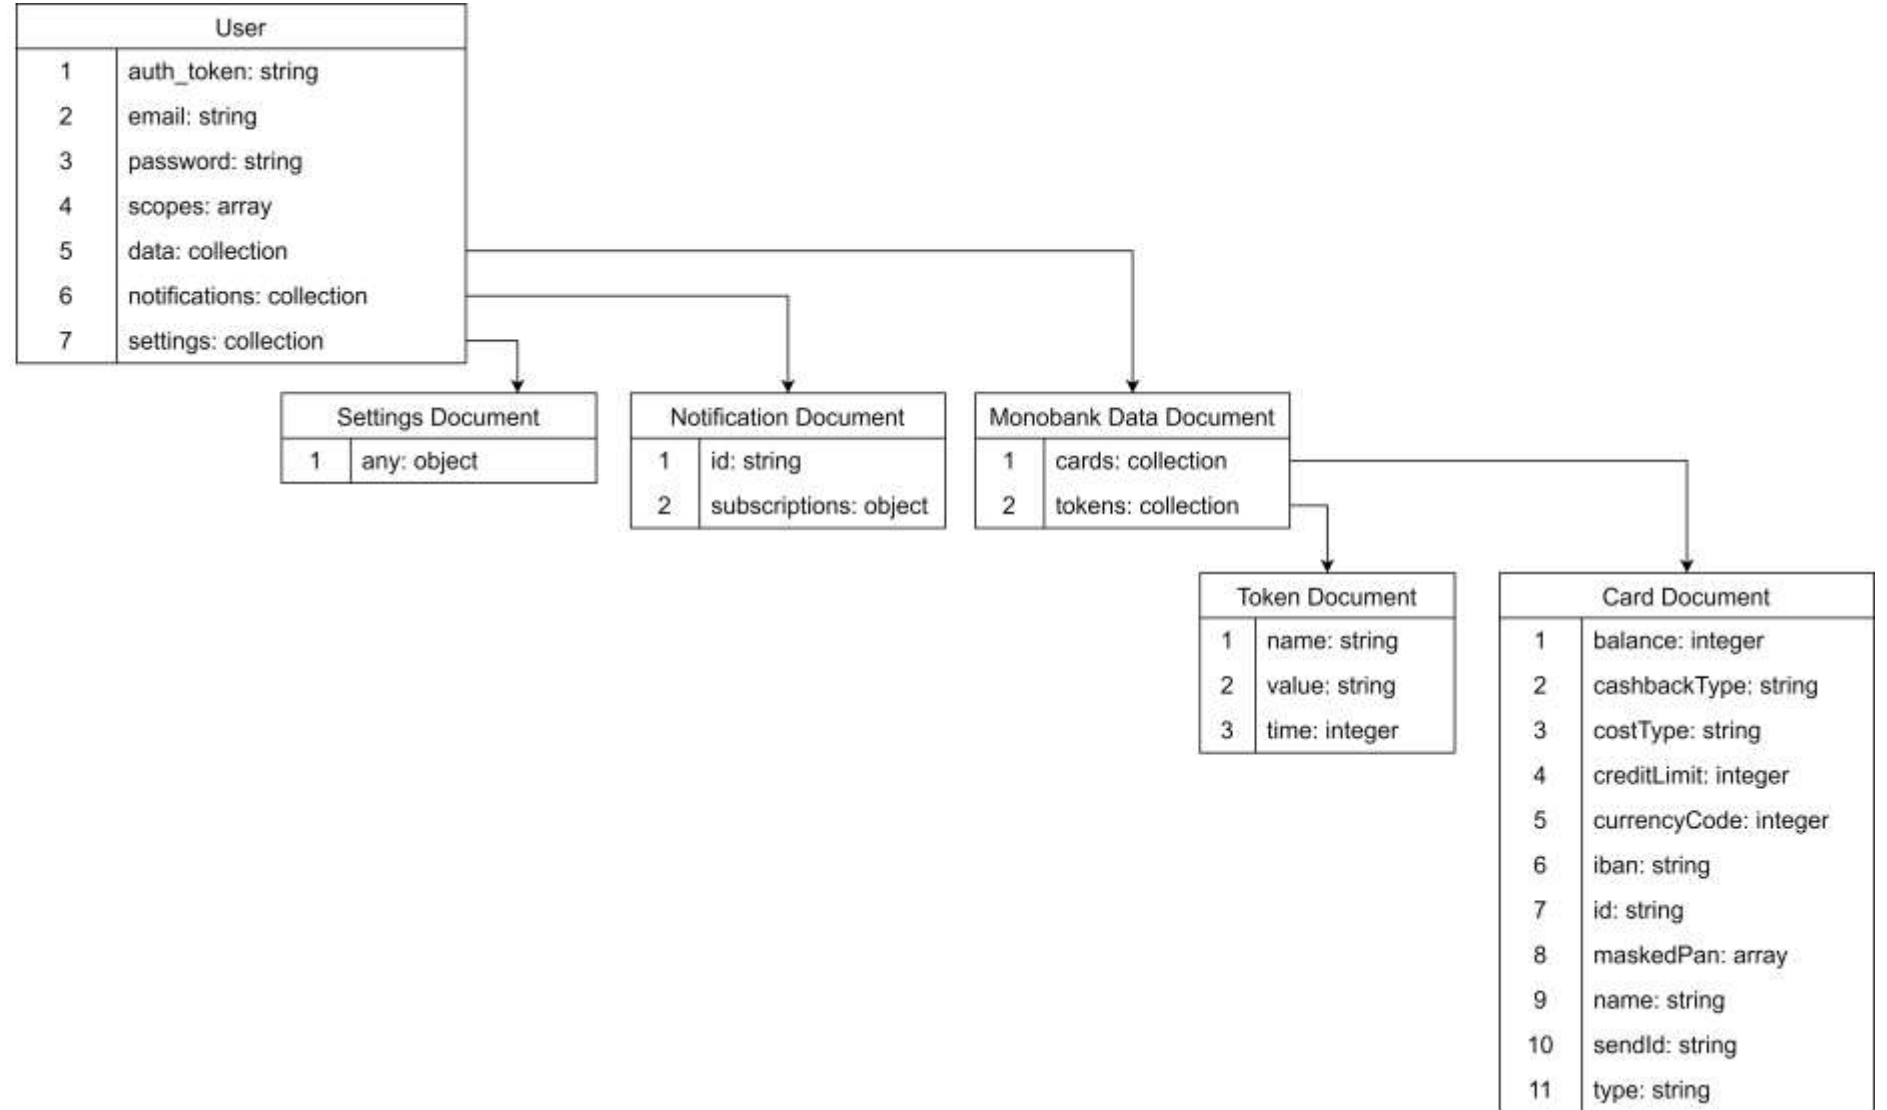 User
1 auth_token: string
2 email: string
3 password: string
4 scopes: array
5 data: collection
6 notifications: collection
7 settings: collection
Settings Document
1 any: object
Notification Document
1 id: string
2 subscriptions: object
Monobank Data Document
1 cards: collection
2 tokens: collection
Token Document
1 name: string
2 value: string
3 time: integer
Card Document
1 balance: integer
2 cashbackType: string
3 costType: string
4 creditLimit: integer
5 currencyCode: integer
6 iban: string
7 id: string
8 maskedPan: array
9 name: string
10 sendId: string
11 type: string